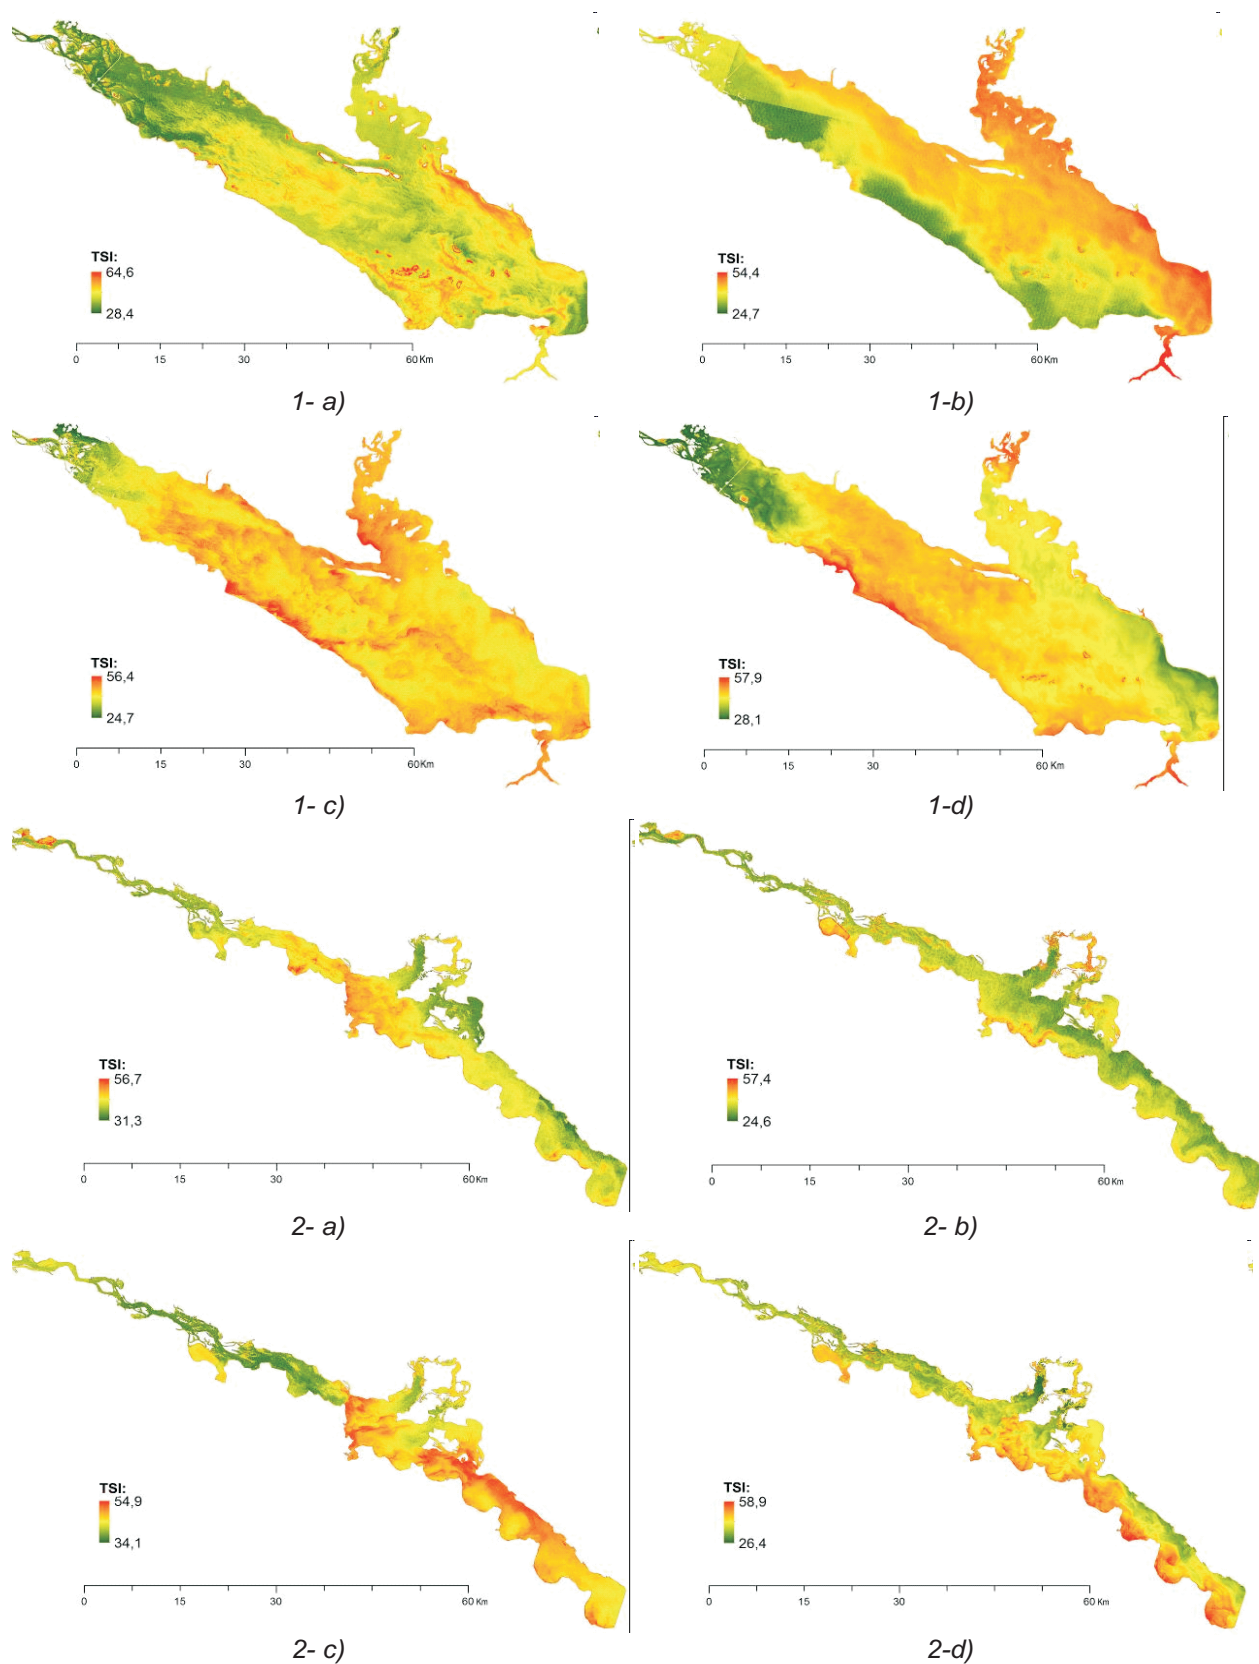 TSI:
64,6
28,4
0 15 30 60 Km
1- a)
TSI:
54,4
24,7
0 15 30 60 Km
1-b)
TSI:
56,4
24,7
0 15 30 60 Km
1- c)
TSI:
57,9
28,1
0 15 30 60 Km
1-d)
TSI:
56,7
31,3
0 15 30 60 Km
2- a)
TSI:
57,4
24,6
0 15 30 60 Km
2- b)
TSI:
54,9
34,1
0 15 30 60 Km
2- c)
TSI:
58,9
26,4
0 15 30 60 Km
2-d)